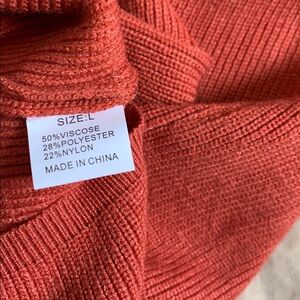 SIZE:L
50%VISCOSE
28%POLYESTER
22%NYLON
MADE IN CHINA